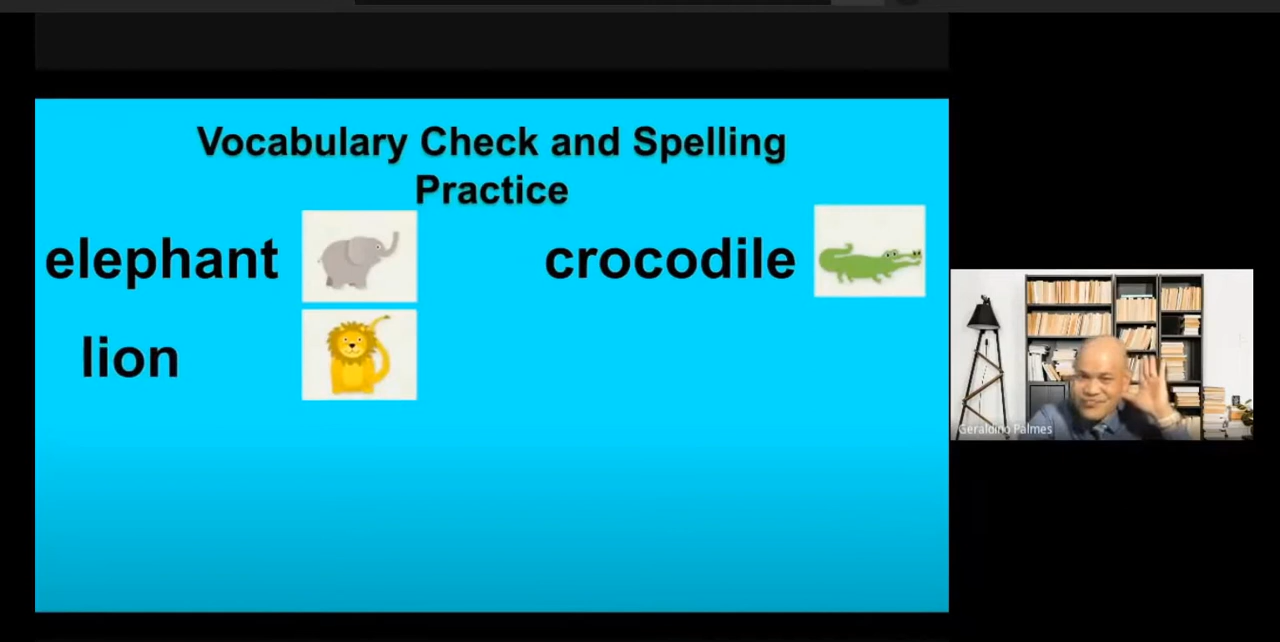 Vocabulary Check and Spelling
Practice
elephant
crocodile
lion
Geraldino Palmes